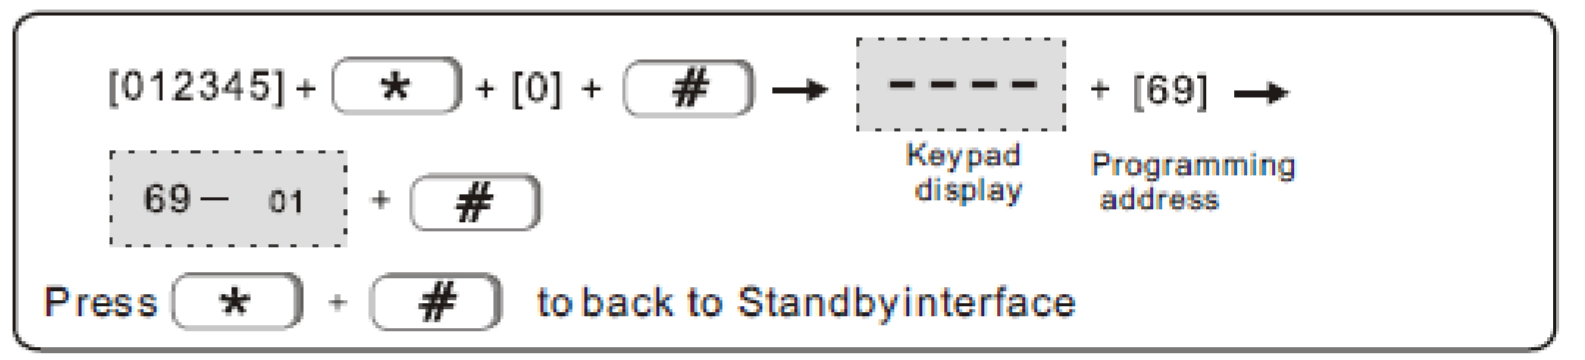 [012345] + * + [0] + # → – – – – + [69] →
Keypad display
Programming address
69 – 01 + #
Press * + # to back to Standbyinterface